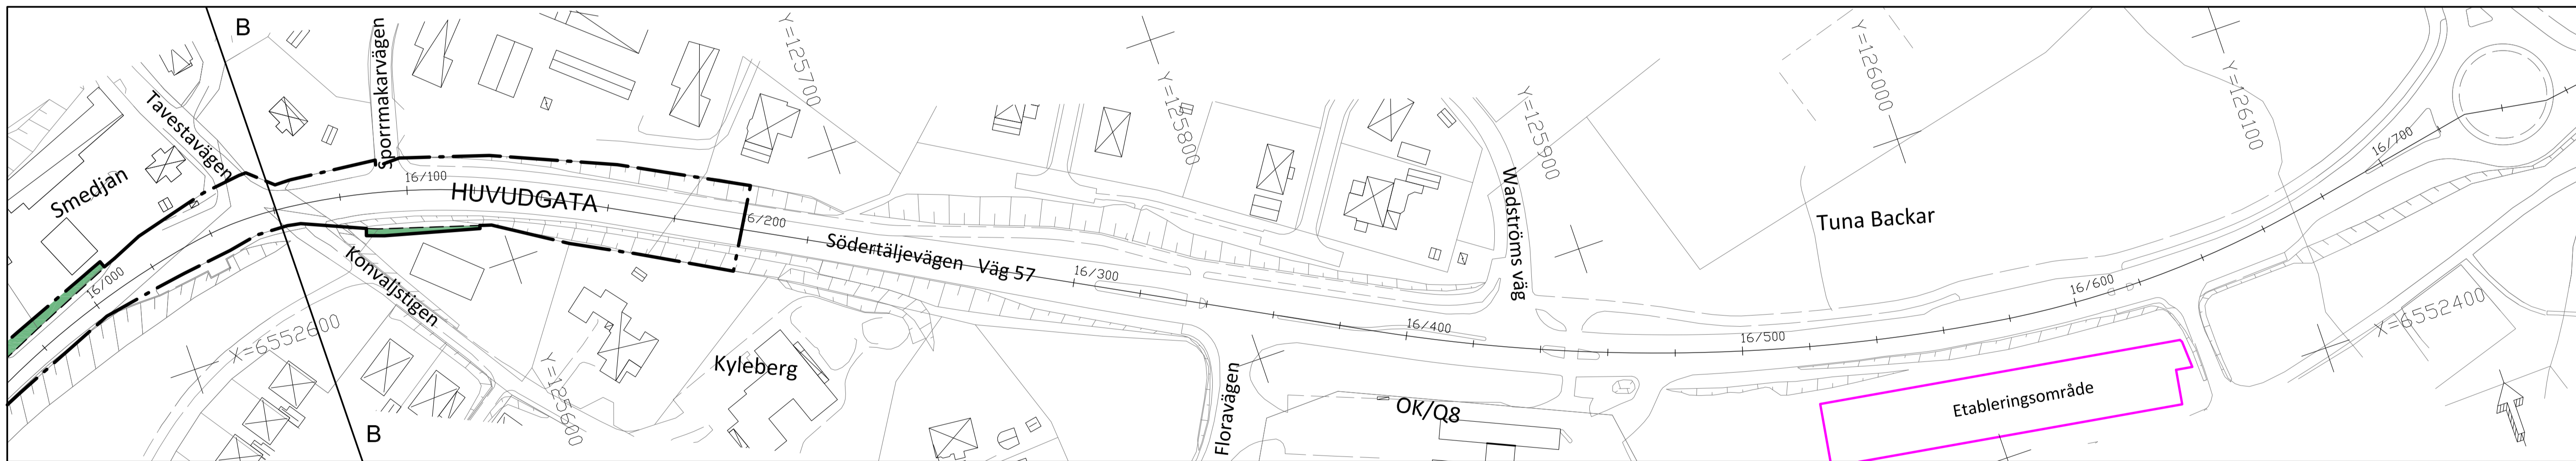 B
Sporrmakarvägen
Tavestavägen
Smedjan
16/000
16/100
HUVUDGATA
Konvaljstigen
X=6552600
B
Y=125600
Y=125700
6/200
Södertäljevägen Väg 57
Kyleberg
16/300
Y=125800
Floravägen
Wadströms väg
Y=125900
16/400
OK/Q8
16/500
Y=126000
Tuna Backar
16/600
Etableringsområde
Y=126100
16/700
X=6552400